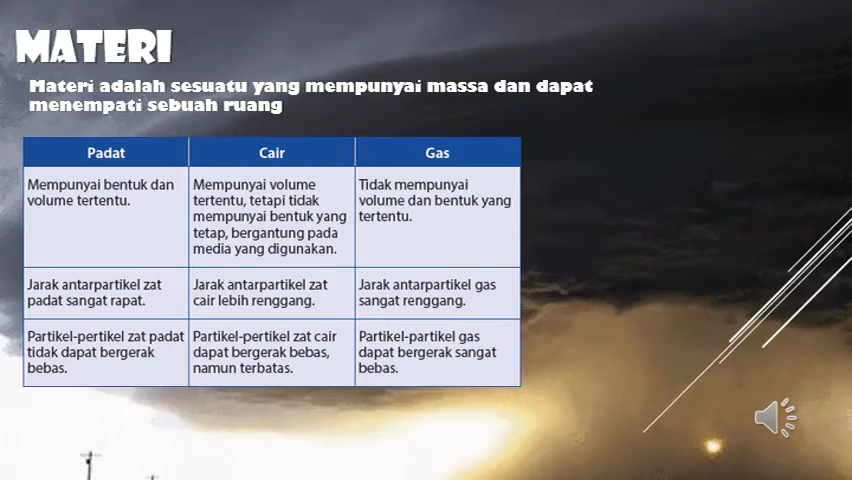 MATERI
Materi adalah sesuatu yang mempunyai massa dan dapat
menempati sebuah ruang
Padat
Cair
Gas
Mempunyai bentuk dan
volume tertentu.
Mempunyai volume
tertentu, tetapi tidak
mempunyai bentuk yang
tetap, bergantung pada
media yang digunakan.
Tidak mempunyai
volume dan bentuk yang
tertentu.
Jarak antarpartikel zat
padat sangat rapat.
Jarak antarpartikel zat
cair lebih renggang.
Jarak antarpartikel gas
sangat renggang.
Partikel-pertikel zat padat
tidak dapat bergerak
bebas.
Partikel-pertikel zat cair
dapat bergerak bebas,
namun terbatas.
Partikel-partikel gas
dapat bergerak sangat
bebas.